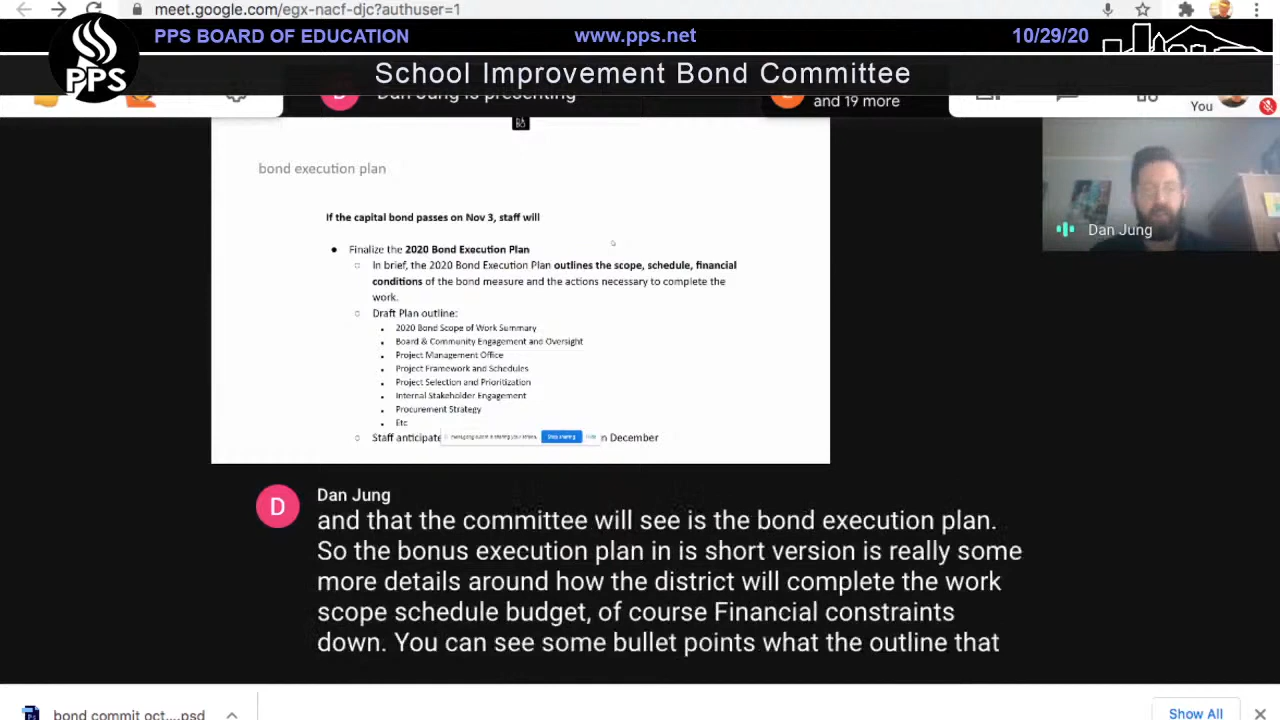 meet.google.com/egx-nacf-djc?authuser=1
PPS BOARD OF EDUCATION
www.pps.net
10/29/20
PPS
School Improvement Bond Committee
Dan Jung is presenting
and 19 more
You
bond execution plan
If the capital bond passes on Nov 3, staff will
● Finalize the 2020 Bond Execution Plan
○ In brief, the 2020 Bond Execution Plan outlines the scope, schedule, financial
conditions of the bond measure and the actions necessary to complete the
work.
○ Draft Plan outline:
• 2020 Bond Scope of Work Summary
• Board & Community Engagement and Oversight
• Project Management Office
• Project Framework and Schedules
• Project Selection and Prioritization
• Internal Stakeholder Engagement
• Procurement Strategy
• Etc
○ Staff anticipate
n December
Stop sharing
Hide
Dan Jung
D
Dan Jung
and that the committee will see is the bond execution plan.
So the bonus execution plan in is short version is really some
more details around how the district will complete the work
scope schedule budget, of course Financial constraints
down. You can see some bullet points what the outline that
bond commit oct....psd
Show All